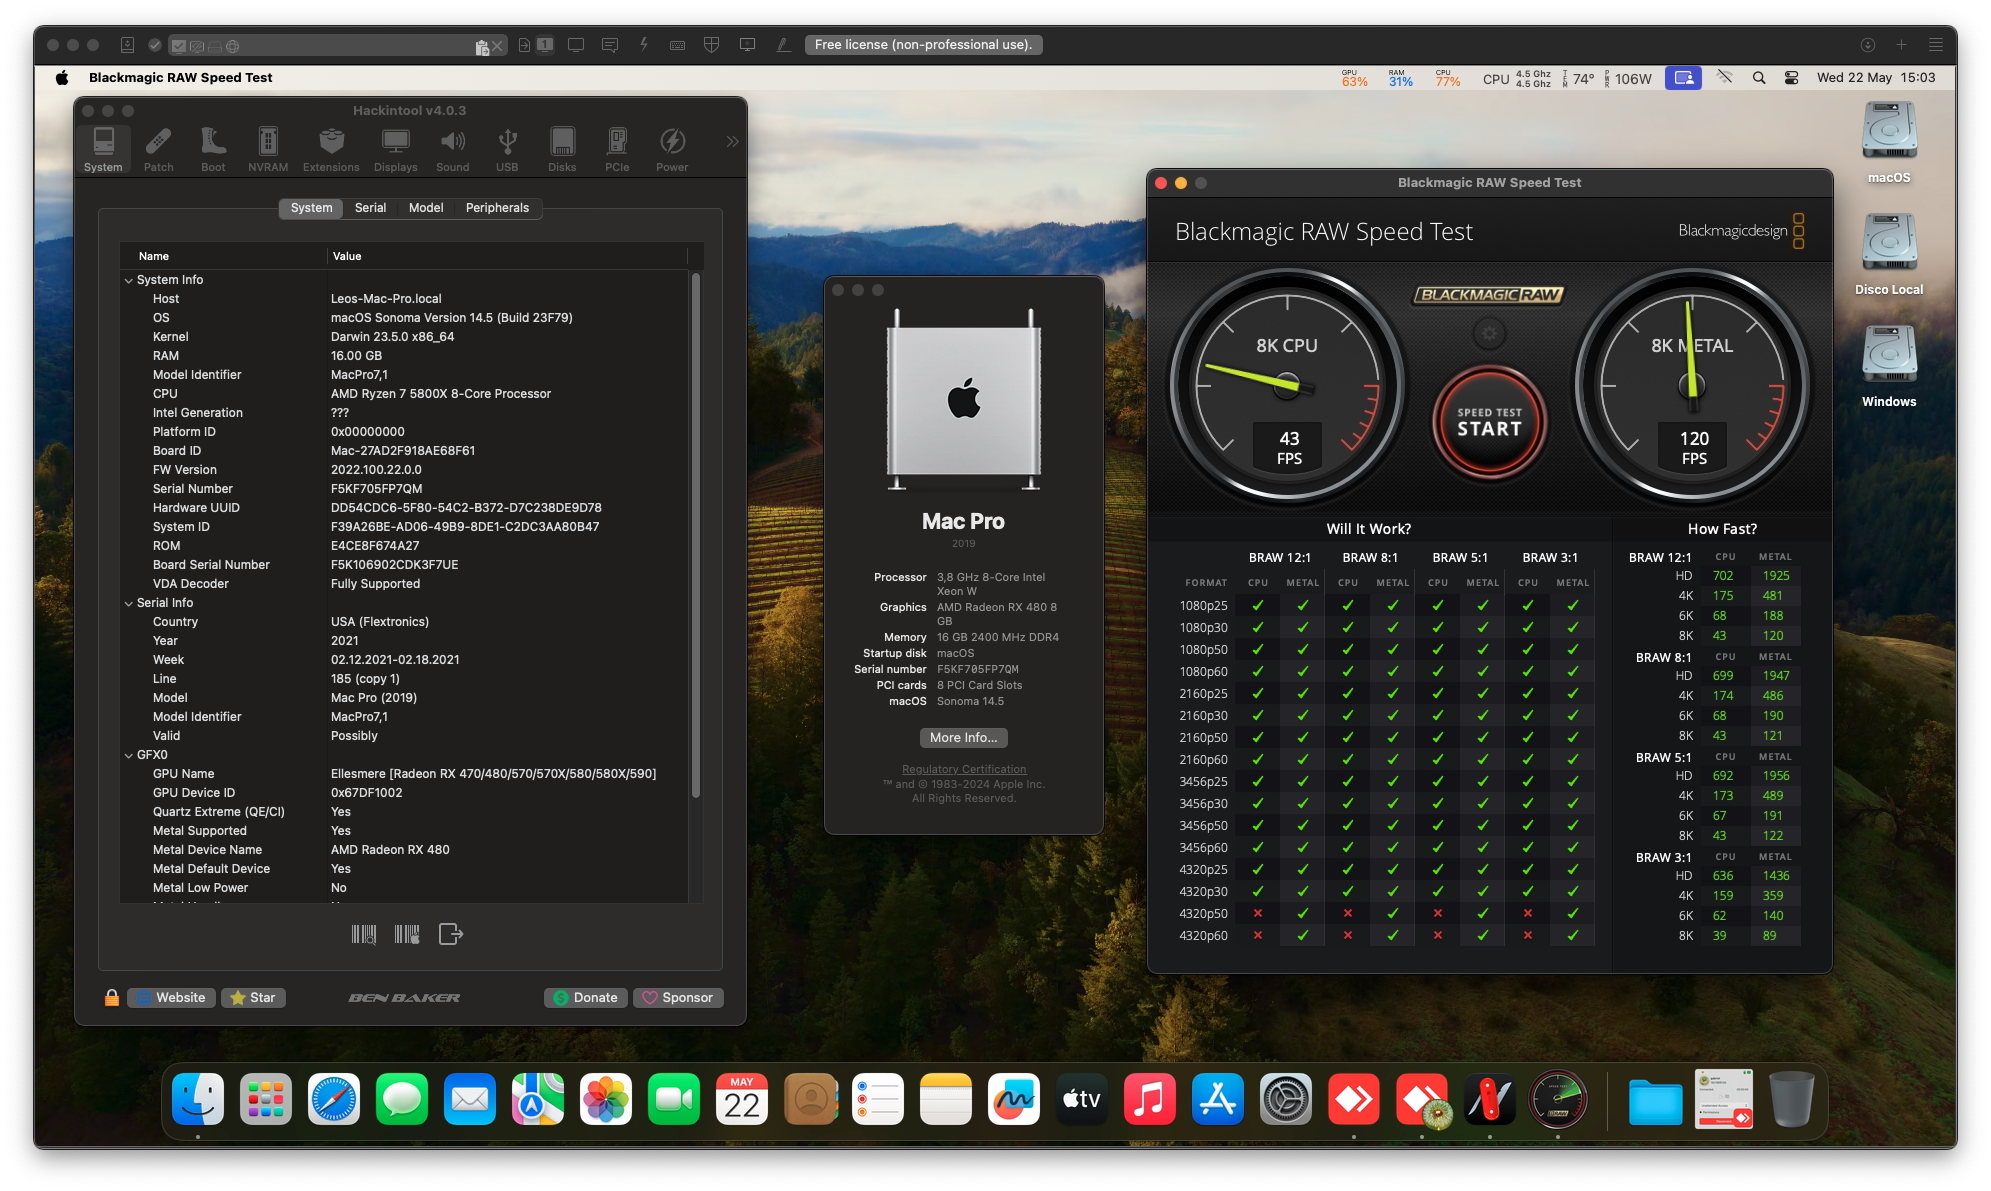 1
Free license (non-professional use).
Blackmagic RAW Speed Test
GPU
63%
RAM
31%
CPU
77%
CPU 4.5 Ghz 4.5 Ghz
TEM 74° PWR 106W
Wed 22 May 15:03
Hackintool v4.0.3
System Patch Boot NVRAM Extensions Displays Sound USB Disks PCIe Power
System Serial Model Peripherals
Name Value
System Info
Host Leos-Mac-Pro.local
OS macOS Sonoma Version 14.5 (Build 23F79)
Kernel Darwin 23.5.0 x86_64
RAM 16.00 GB
Model Identifier MacPro7,1
CPU AMD Ryzen 7 5800X 8-Core Processor
Intel Generation ???
Platform ID 0x00000000
Board ID Mac-27AD2F918AE68F61
FW Version 2022.100.22.0.0
Serial Number F5KF705FP7QM
Hardware UUID DD54CDC6-5F80-54C2-B372-D7C238DE9D78
System ID F39A26BE-AD06-49B9-8DE1-C2DC3AA80B47
ROM E4CE8F674A27
Board Serial Number F5K106902CDK3F7UE
VDA Decoder Fully Supported
Serial Info
Country USA (Flextronics)
Year 2021
Week 02.12.2021-02.18.2021
Line 185 (copy 1)
Model Mac Pro (2019)
Model Identifier MacPro7,1
Valid Possibly
GFX0
GPU Name Ellesmere [Radeon RX 470/480/570/570X/580/580X/590]
GPU Device ID 0x67DF1002
Quartz Extreme (QE/CI) Yes
Metal Supported Yes
Metal Device Name AMD Radeon RX 480
Metal Default Device Yes
Metal Low Power No
Website Star BEN BAKER Donate Sponsor
Mac Pro
2019
Processor 3,8 GHz 8-Core Intel
Xeon W
Graphics AMD Radeon RX 480 8
GB
Memory 16 GB 2400 MHz DDR4
Startup disk macOS
Serial number F5KF705FP7QM
PCI cards 8 PCI Card Slots
macOS Sonoma 14.5
More Info...
Regulatory Certification
™ and © 1983-2024 Apple Inc.
All Rights Reserved.
Blackmagic RAW Speed Test
Blackmagic RAW Speed Test
Blackmagicdesign
BLACKMAGIC RAW
8K CPU
43
FPS
SPEED TEST
START
8K METAL
120
FPS
Will It Work?
BRAW 12:1 BRAW 8:1 BRAW 5:1 BRAW 3:1
FORMAT CPU METAL CPU METAL CPU METAL CPU METAL
1080p25 ✓ ✓ ✓ ✓ ✓ ✓ ✓ ✓
1080p30 ✓ ✓ ✓ ✓ ✓ ✓ ✓ ✓
1080p50 ✓ ✓ ✓ ✓ ✓ ✓ ✓ ✓
1080p60 ✓ ✓ ✓ ✓ ✓ ✓ ✓ ✓
2160p25 ✓ ✓ ✓ ✓ ✓ ✓ ✓ ✓
2160p30 ✓ ✓ ✓ ✓ ✓ ✓ ✓ ✓
2160p50 ✓ ✓ ✓ ✓ ✓ ✓ ✓ ✓
2160p60 ✓ ✓ ✓ ✓ ✓ ✓ ✓ ✓
3456p25 ✓ ✓ ✓ ✓ ✓ ✓ ✓ ✓
3456p30 ✓ ✓ ✓ ✓ ✓ ✓ ✓ ✓
3456p50 ✓ ✓ ✓ ✓ ✓ ✓ ✓ ✓
3456p60 ✓ ✓ ✓ ✓ ✓ ✓ ✓ ✓
4320p25 ✓ ✓ ✓ ✓ ✓ ✓ ✓ ✓
4320p30 ✓ ✓ ✓ ✓ ✓ ✓ ✓ ✓
4320p50 × ✓ × ✓ × ✓ × ✓
4320p60 × ✓ × ✓ × ✓ × ✓
How Fast?
BRAW 12:1 CPU METAL
HD 702 1925
4K 175 481
6K 68 188
8K 43 120
BRAW 8:1 CPU METAL
HD 699 1947
4K 174 486
6K 68 190
8K 43 121
BRAW 5:1 CPU METAL
HD 692 1956
4K 173 489
6K 67 191
8K 43 122
BRAW 3:1 CPU METAL
HD 636 1436
4K 159 359
6K 62 140
8K 39 89
macOS
Disco Local
Windows
MAY
22
tv